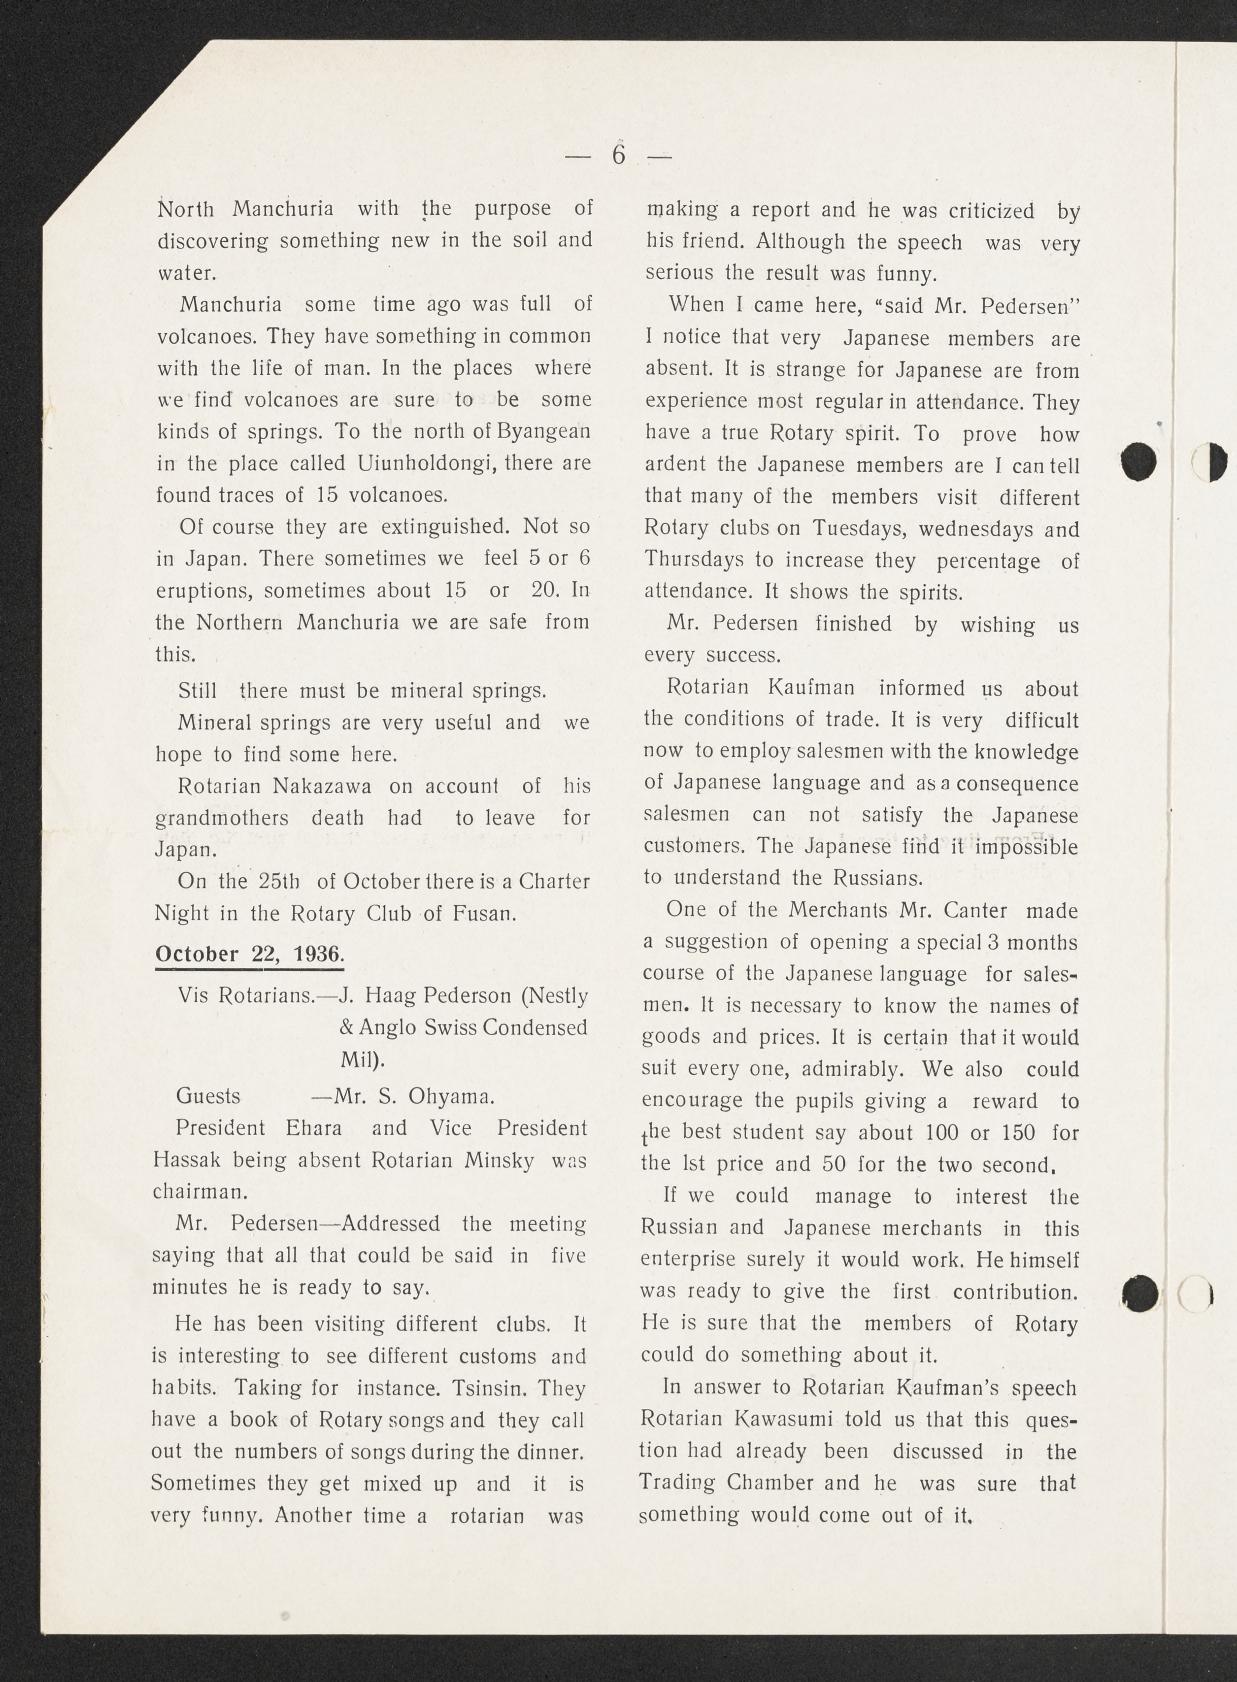 — 6 —
North Manchuria with the purpose of
discovering something new in the soil and
water.
Manchuria some time ago was full of
volcanoes. They have something in common
with the life of man. In the places where
we find volcanoes are sure to be some
kinds of springs. To the north of Byangean
in the place called Uiunholdongi, there are
found traces of 15 volcanoes.
Of course they are extinguished. Not so
in Japan. There sometimes we feel 5 or 6
eruptions, sometimes about 15 or 20. In
the Northern Manchuria we are safe from
this.
Still there must be mineral springs.
Mineral springs are very useful and we
hope to find some here.
Rotarian Nakazawa on account of his
grandmothers death had to leave for
Japan.
On the 25th of October there is a Charter
Night in the Rotary Club of Fusan.
October 22, 1936.
Vis Rotarians.—J. Haag Pederson (Nestly
& Anglo Swiss Condensed
Mil).
Guests —Mr. S. Ohyama.
President Ehara and Vice President
Hassak being absent Rotarian Minsky was
chairman.
Mr. Pedersen—Addressed the meeting
saying that all that could be said in five
minutes he is ready to say.
He has been visiting different clubs. It
is interesting to see different customs and
habits. Taking for instance. Tsinsin. They
have a book of Rotary songs and they call
out the numbers of songs during the dinner.
Sometimes they get mixed up and it is
very funny. Another time a rotarian was
making a report and he was criticized by
his friend. Although the speech was very
serious the result was funny.
When I came here, “said Mr. Pedersen”
I notice that very Japanese members are
absent. It is strange for Japanese are from
experience most regular in attendance. They
have a true Rotary spirit. To prove how
ardent the Japanese members are I can tell
that many of the members visit different
Rotary clubs on Tuesdays, wednesdays and
Thursdays to increase they percentage of
attendance. It shows the spirits.
Mr. Pedersen finished by wishing us
every success.
Rotarian Kaufman informed us about
the conditions of trade. It is very difficult
now to employ salesmen with the knowledge
of Japanese language and as a consequence
salesmen can not satisfy the Japanese
customers. The Japanese find it impossible
to understand the Russians.
One of the Merchants Mr. Canter made
a suggestion of opening a special 3 months
course of the Japanese language for sales-
men. It is necessary to know the names of
goods and prices. It is certain that it would
suit every one, admirably. We also could
encourage the pupils giving a reward to
the best student say about 100 or 150 for
the 1st price and 50 for the two second.
If we could manage to interest the
Russian and Japanese merchants in this
enterprise surely it would work. He himself
was ready to give the first contribution.
He is sure that the members of Rotary
could do something about it.
In answer to Rotarian Kaufman’s speech
Rotarian Kawasumi told us that this ques-
tion had already been discussed in the
Trading Chamber and he was sure that
something would come out of it.